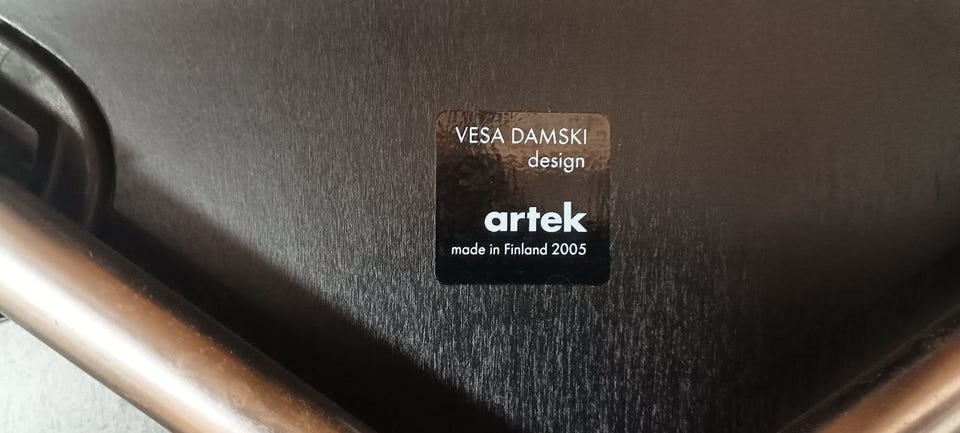 VESA DAMSKI
design
artek
made in Finland 2005